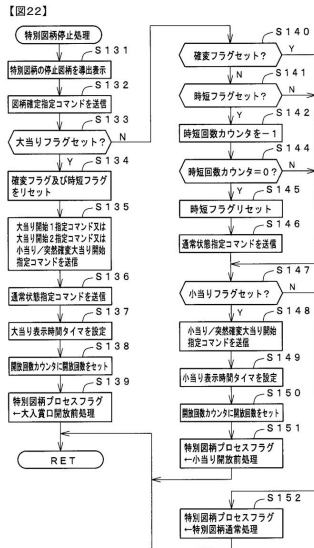 【図22】
特別図柄停止処理
S131
特別図柄の停止図柄を導出表示
S132
図柄確定指定コマンドを送信
S133
大当りフラグセット?
N
Y
S134
確変フラグ及び時短フラグ
をリセット
S135
大当り開始1指定コマンド又は
大当り開始2指定コマンド又は
小当り/突然確変大当り開始
指定コマンドを送信
S136
通常状態指定コマンドを送信
S137
大当り表示時間タイマを設定
S138
開放回数カウンタに開放回数をセット
S139
特別図柄プロセスフラグ
←大入賞口開放前処理
RET
S140
確変フラグセット?
Y
N
S141
時短フラグセット?
N
Y
S142
時短回数カウンタを−1
S144
時短回数カウンタ=0?
N
Y
S145
時短フラグリセット
S146
通常状態指定コマンドを送信
S147
小当りフラグセット?
N
Y
S148
小当り/突然確変大当り開始
指定コマンドを送信
S149
小当り表示時間タイマを設定
S150
開放回数カウンタに開放回数をセット
S151
特別図柄プロセスフラグ
←小当り開放前処理
S152
特別図柄プロセスフラグ
←特別図柄通常処理